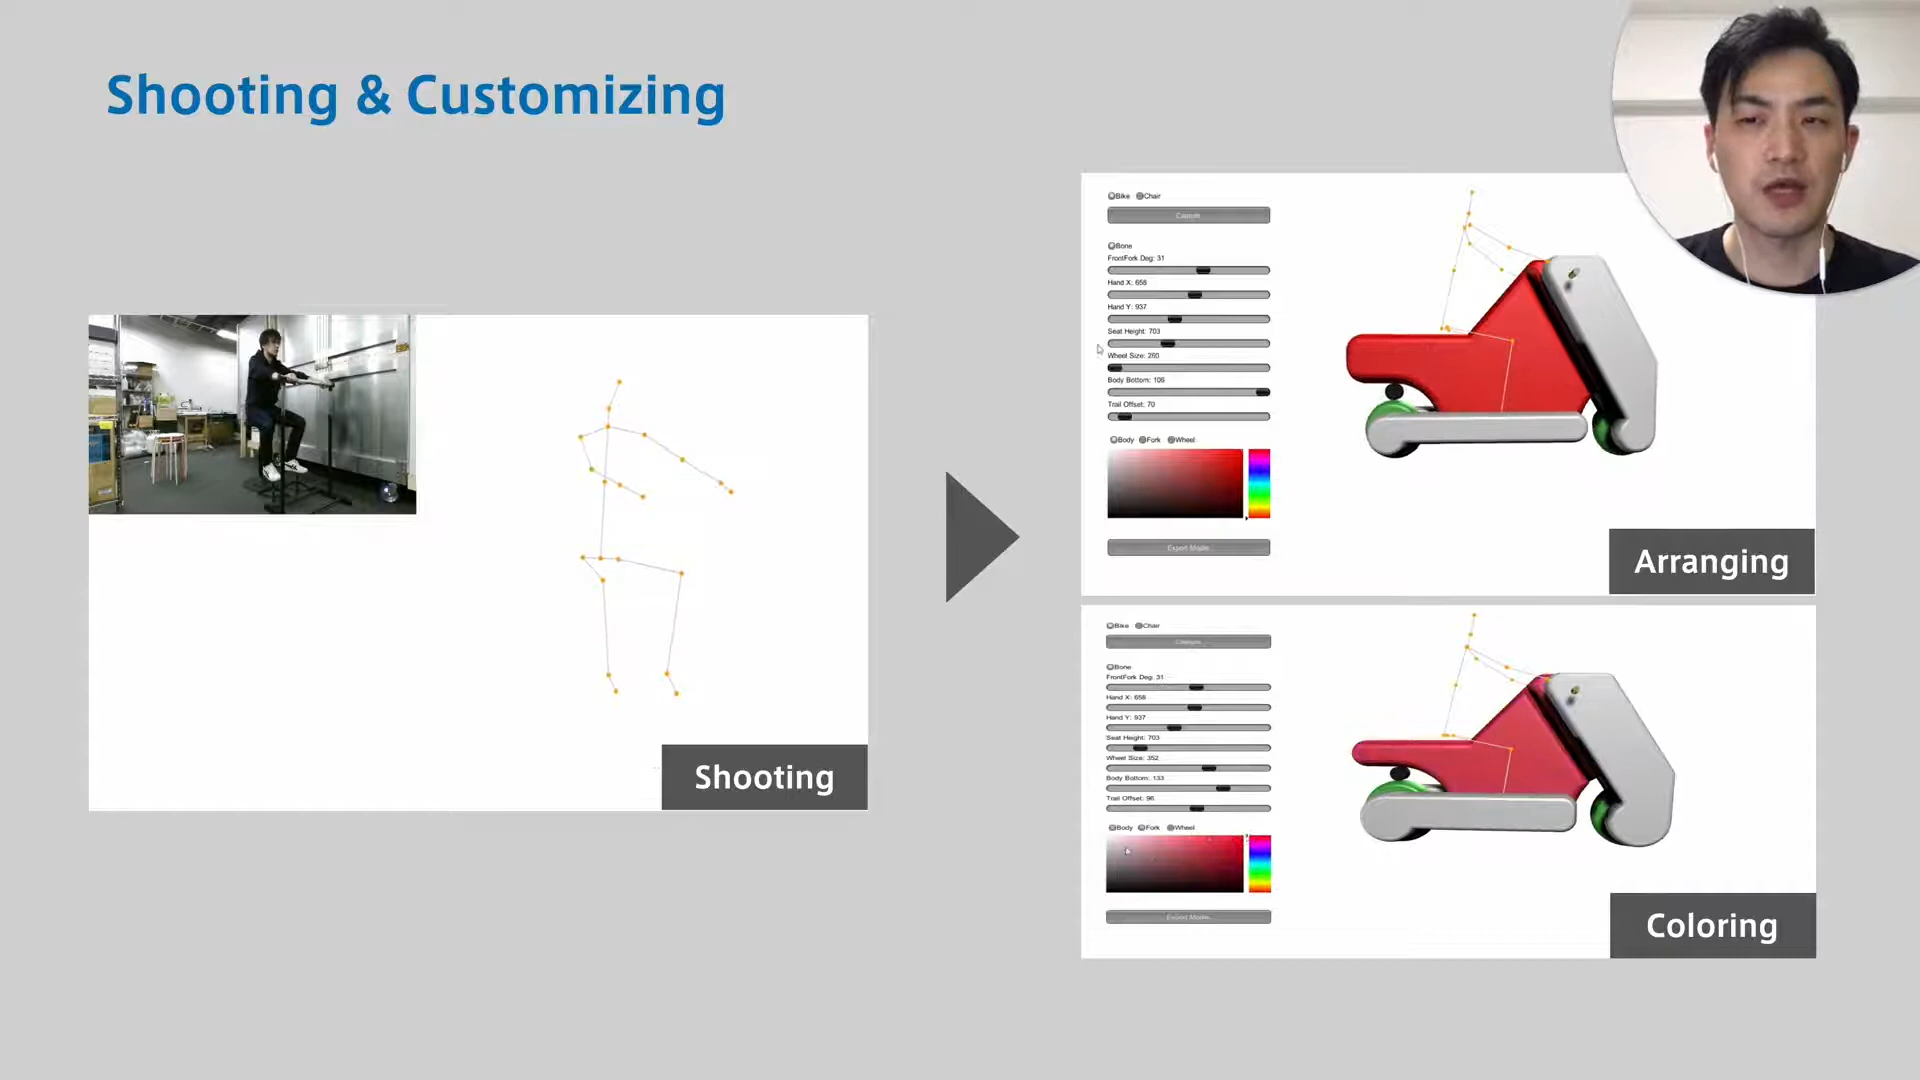 Shooting & Customizing
Shooting
Bike Chair
Capture
Bone
FrontFork Deg: 31
Hand X: 658
Hand Y: 937
Seat Height: 703
Wheel Size: 260
Body Bottom: 106
Trail Offset: 70
Body Fork Wheel
Export Model
Arranging
Bike Chair
Bone
FrontFork Deg: 31
Hand X: 658
Hand Y: 937
Seat Height: 703
Wheel Size: 352
Body Bottom: 133
Trail Offset: 96
Body Fork Wheel
Export Model
Coloring